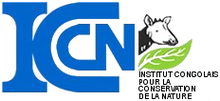 ICCN
INSTITUT CONGOLAIS
POUR LA
CONSERVATION
DE LA NATURE